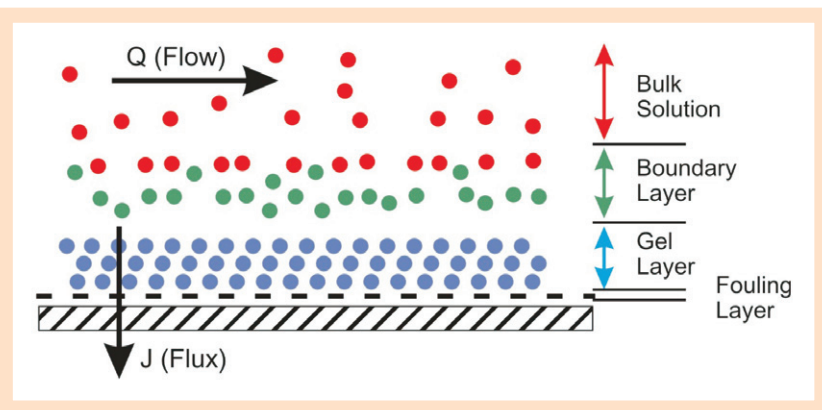 Q (Flow)
Bulk
Solution
Boundary
Layer
Gel
Layer
Fouling
Layer
J (Flux)